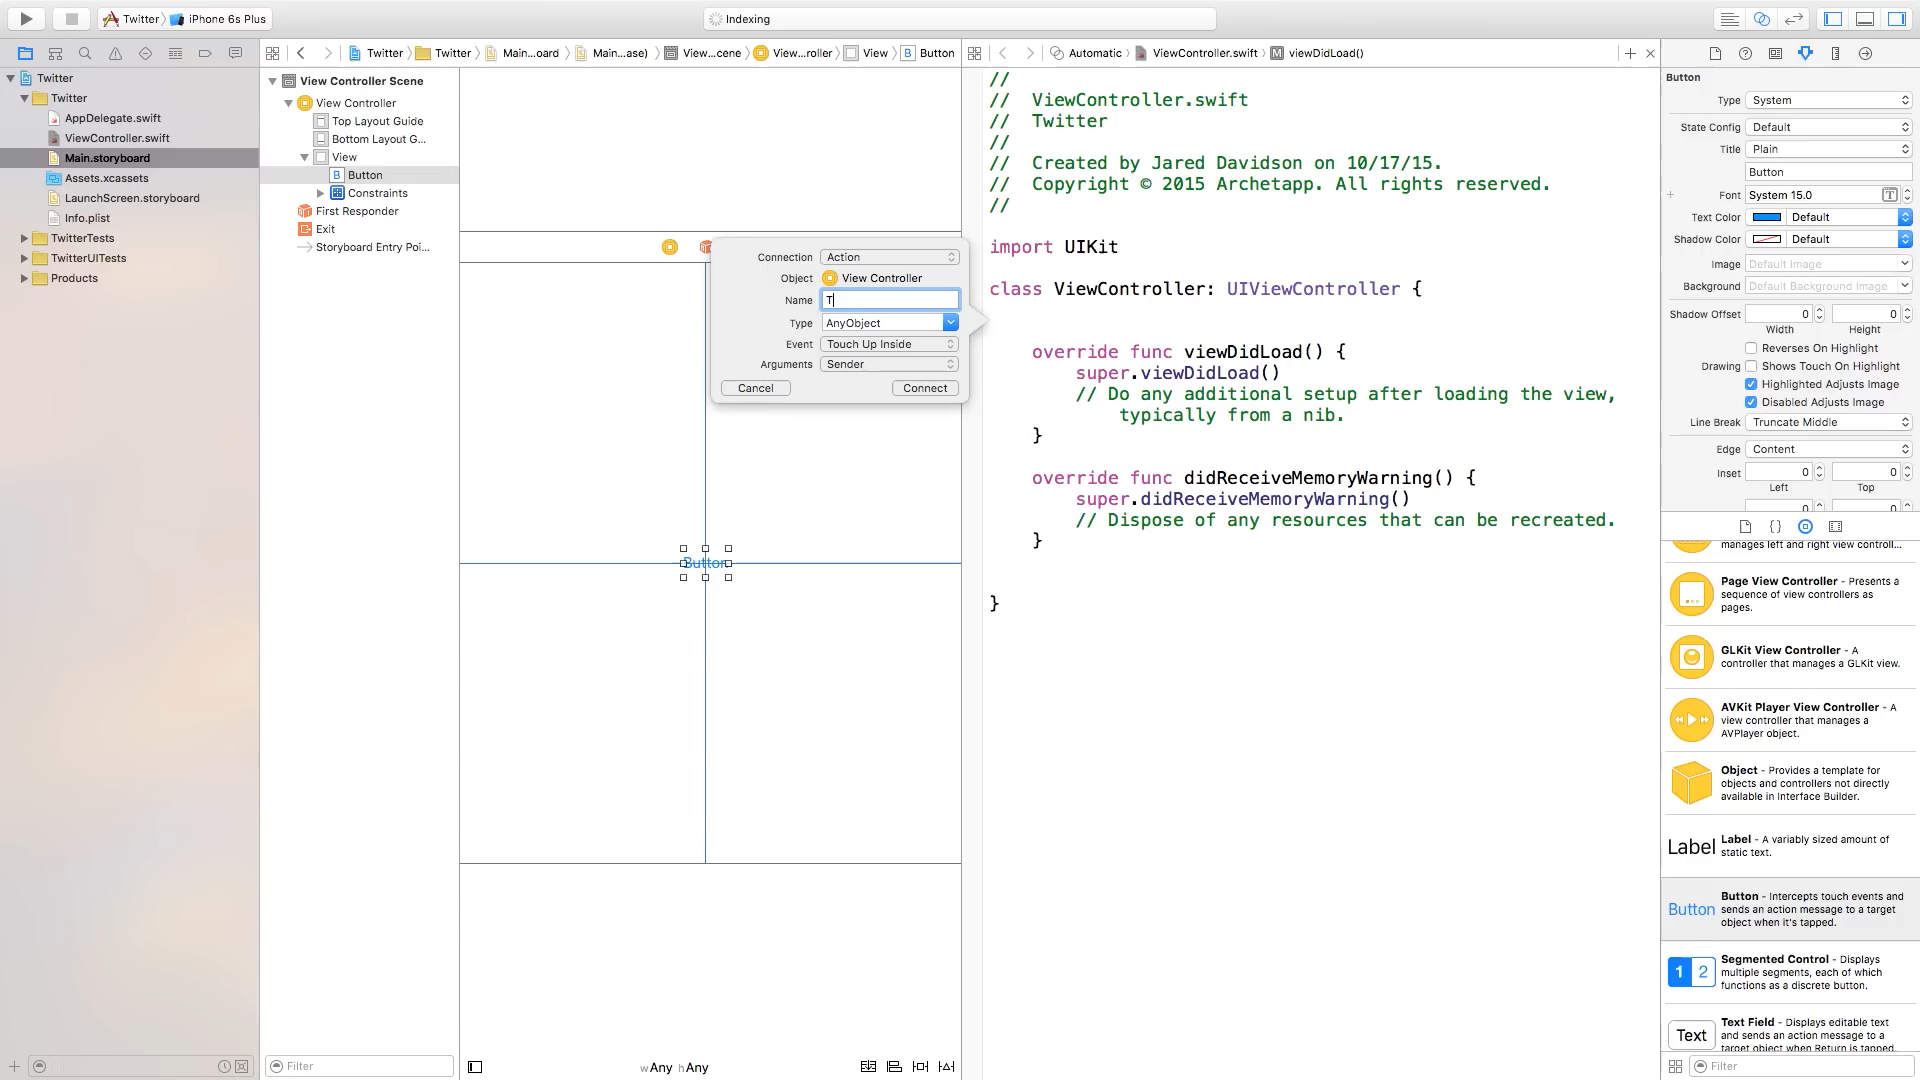 Twitter
iPhone 6s Plus
Indexing
Twitter
Twitter
Main...oard
Main...ase)
View...cene
View...roller
View
B
Button
Automatic
ViewController.swift
M
viewDidLoad()
Twitter
Twitter
AppDelegate.swift
ViewController.swift
Main.storyboard
Assets.xcassets
LaunchScreen.storyboard
Info.plist
TwitterTests
TwitterUITests
Products
View Controller Scene
View Controller
Top Layout Guide
Bottom Layout G...
View
B Button
Constraints
First Responder
Exit
Storyboard Entry Poi...
Filter
Connection Action
Object View Controller
Name T
Type AnyObject
Event Touch Up Inside
Arguments Sender
Cancel Connect
Button
wAny hAny
//
// ViewController.swift
// Twitter
//
// Created by Jared Davidson on 10/17/15.
// Copyright © 2015 Archetapp. All rights reserved.
//
import UIKit
class ViewController: UIViewController {
override func viewDidLoad() {
super.viewDidLoad()
// Do any additional setup after loading the view,
typically from a nib.
}
override func didReceiveMemoryWarning() {
super.didReceiveMemoryWarning()
// Dispose of any resources that can be recreated.
}
}
Button
Type System
State Config Default
Title Plain
Button
Font System 15.0
Text Color Default
Shadow Color Default
Image Default Image
Background Default Background Image
Shadow Offset 0 0
Width Height
Reverses On Highlight
Drawing Shows Touch On Highlight
Highlighted Adjusts Image
Disabled Adjusts Image
Line Break Truncate Middle
Edge Content
Inset 0 0
Left Top
0 0
manages left and right view controll...
Page View Controller - Presents a
sequence of view controllers as
pages.
GLKit View Controller - A
controller that manages a GLKit view.
AVKit Player View Controller - A
view controller that manages a
AVPlayer object.
Object - Provides a template for
objects and controllers not directly
available in Interface Builder.
Label
Label - A variably sized amount of
static text.
Button
Button - Intercepts touch events and
sends an action message to a target
object when it's tapped.
1 2
Segmented Control - Displays
multiple segments, each of which
functions as a discrete button.
Text
Text Field - Displays editable text
and sends an action message to a
target object when Return is tapped.
Filter